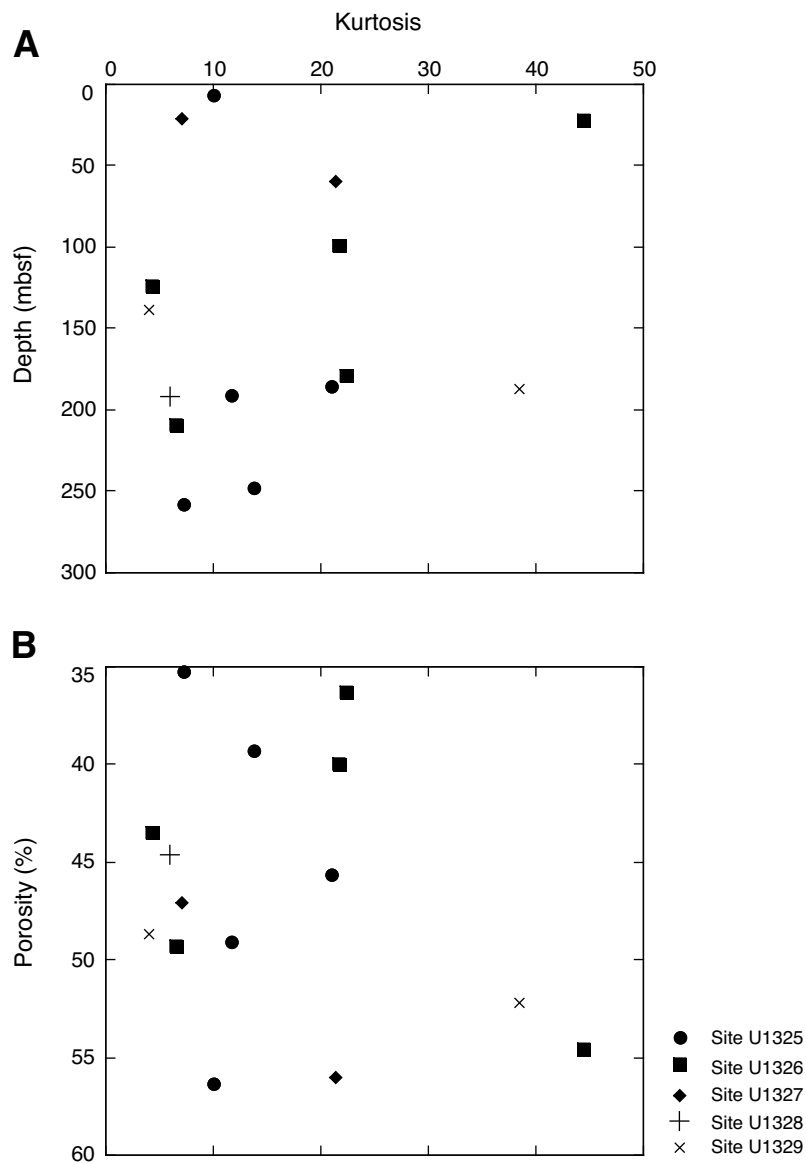 Kurtosis
A
0 10 20 30 40 50
0
50
100
150
200
250
300
Depth (mbsf)
B
35
40
45
50
55
60
Porosity (%)
Site U1325
Site U1326
Site U1327
Site U1328
Site U1329